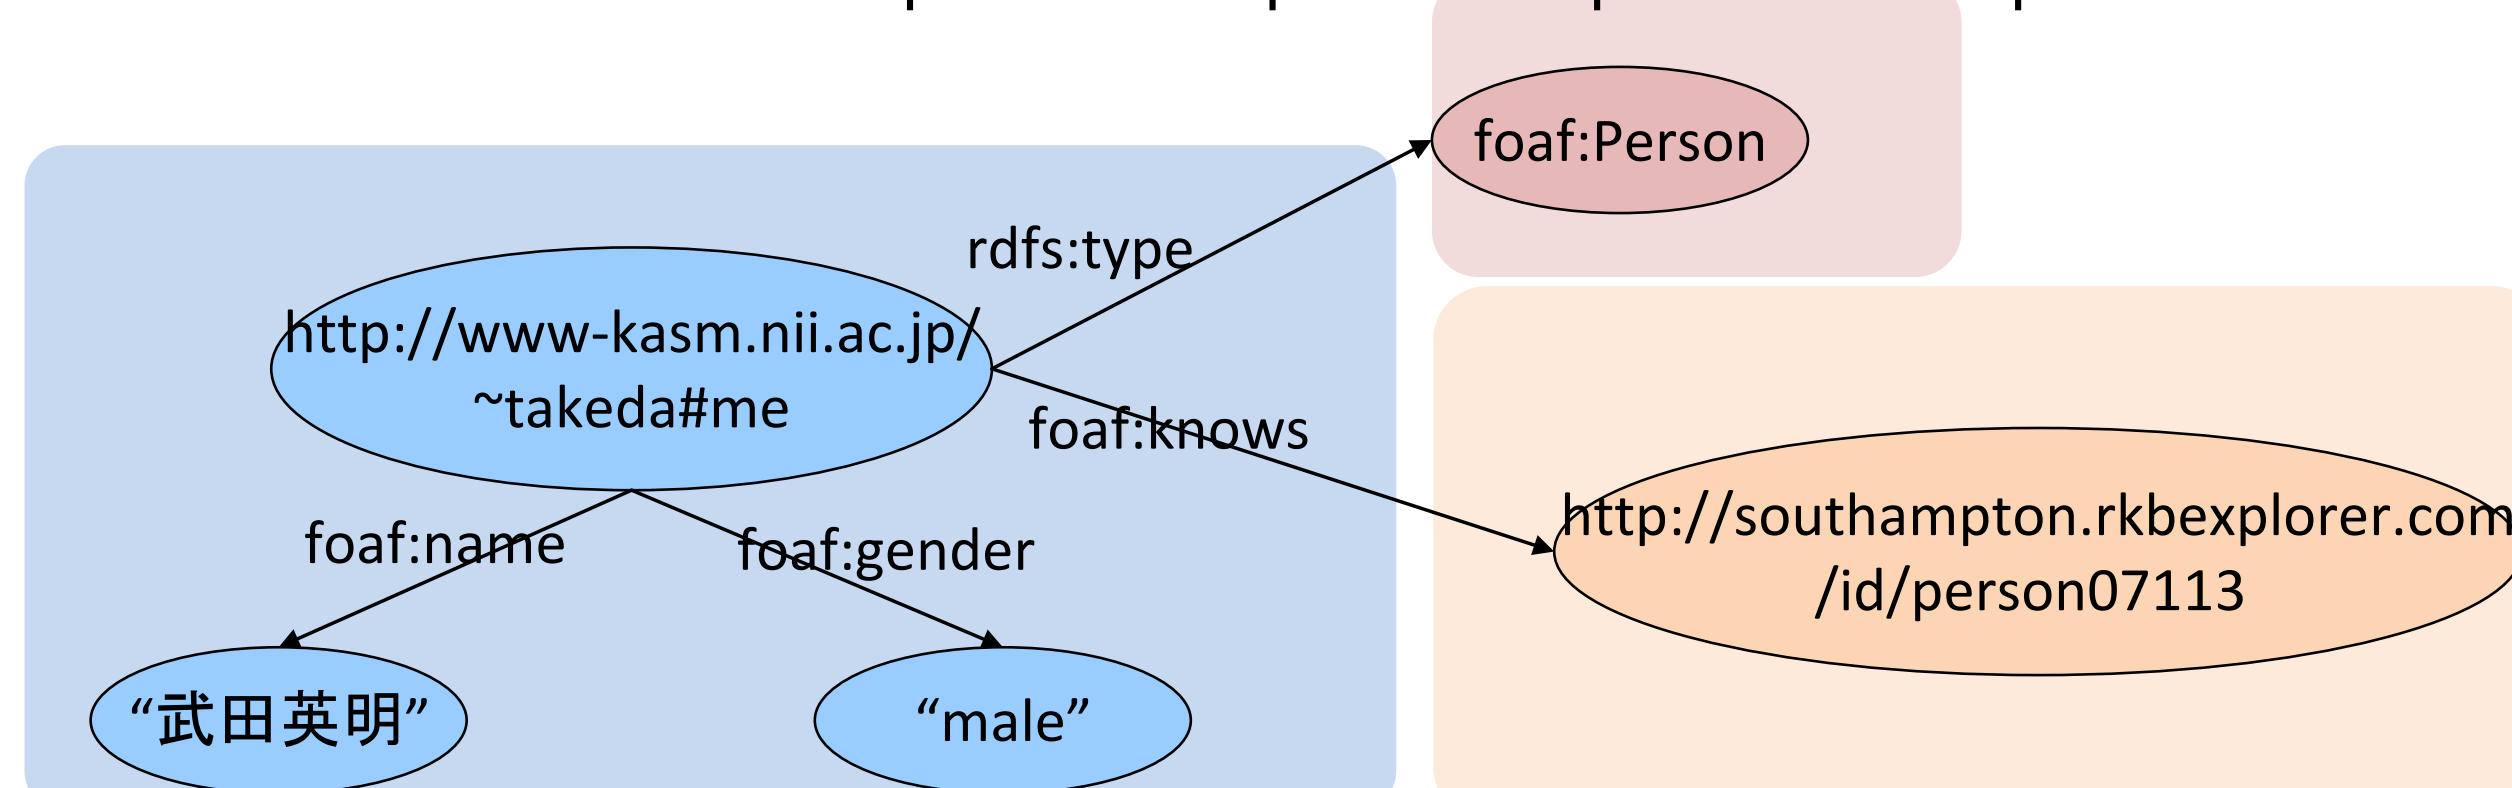 foaf:Person
rdfs:type
http://www-kasm.nii.ac.jp/
~takeda#me
foaf:knows
http://southampton.rkbexplorer.com
/id/person07113
foaf:name
foaf:gender
“武田英明”
“male”